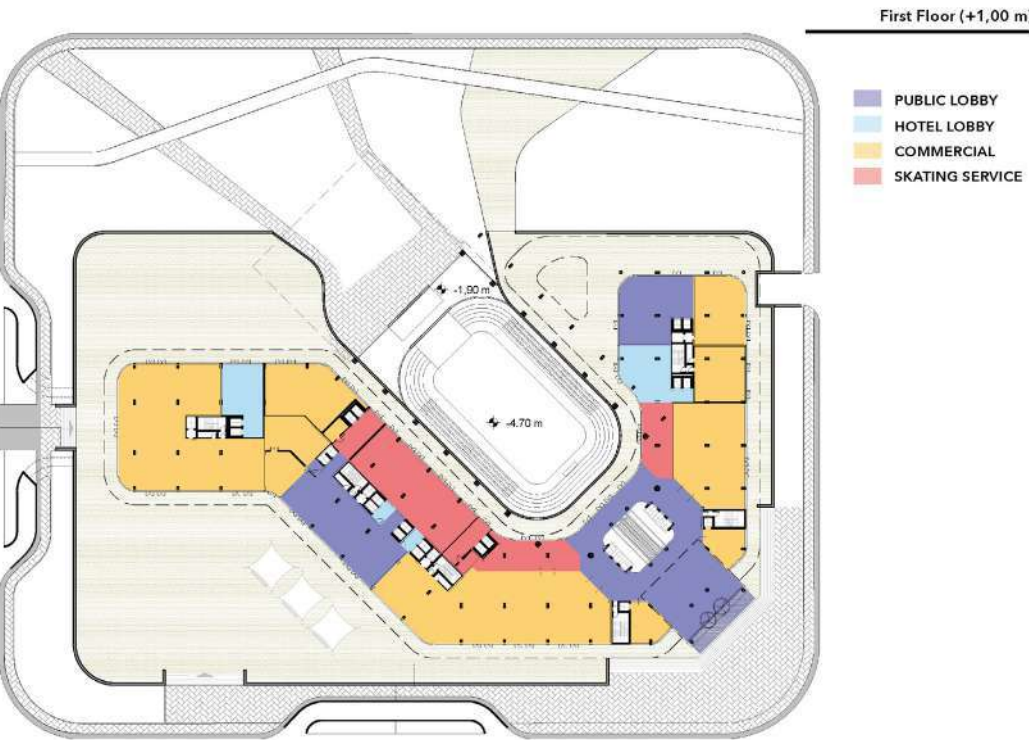 First Floor (+1,00 m)
PUBLIC LOBBY
HOTEL LOBBY
COMMERCIAL
SKATING SERVICE
-1,90 m
-4.70 m